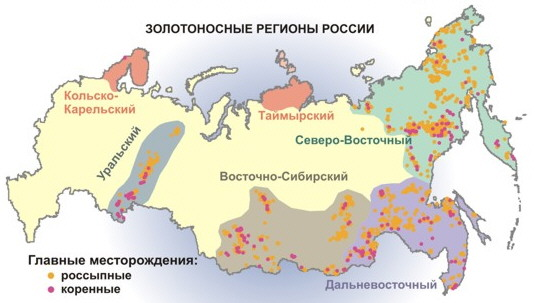 ЗОЛОТОНОСНЫЕ РЕГИОНЫ РОССИИ
Кольско-
Карельский
Таймырский
Уральский
Северо-Восточный
Восточно-Сибирский
Главные месторождения:
россыпные
коренные
Дальневосточный